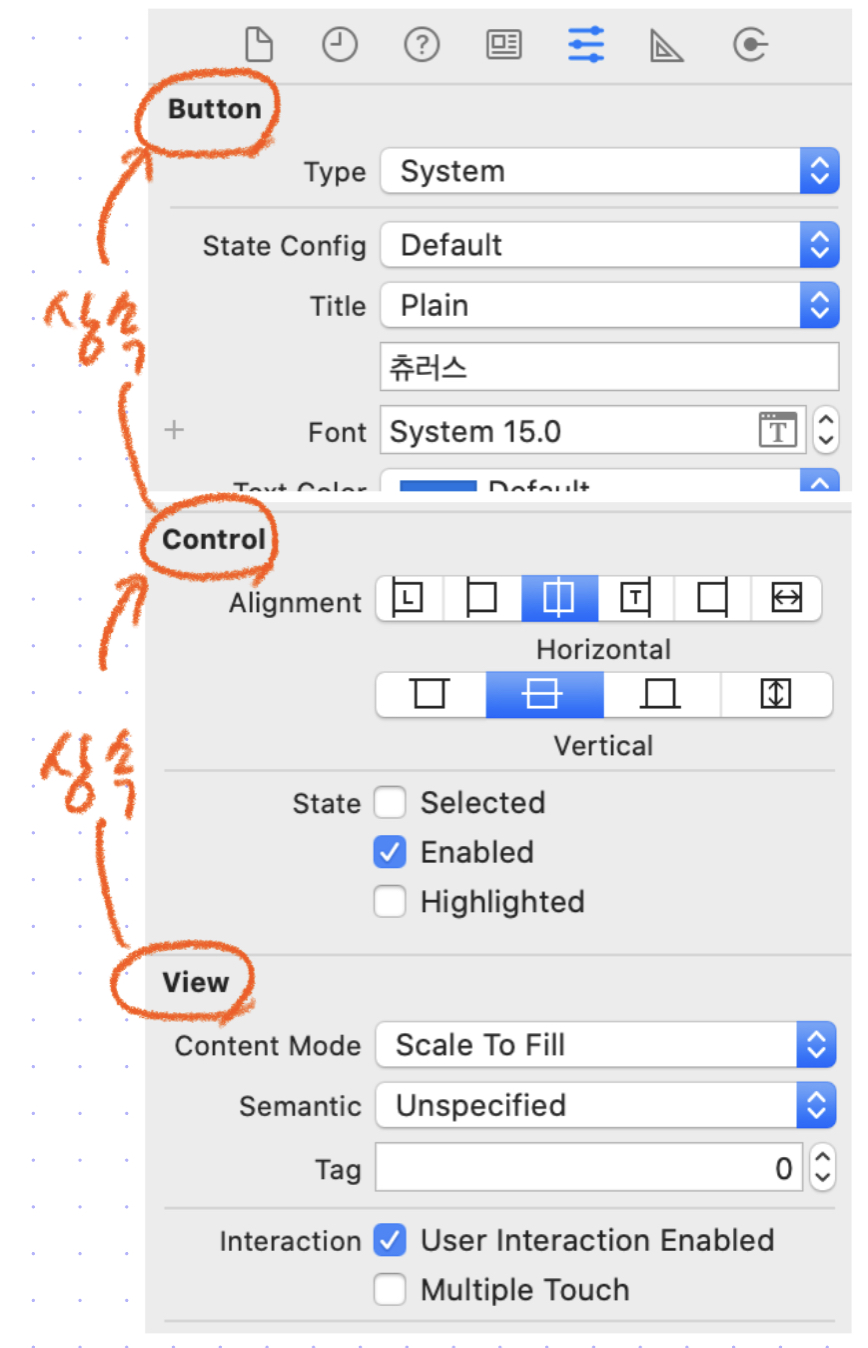 Button
Type System
State Config Default
Title Plain
츄러스
상속
+ Font System 15.0 T
Text Color Default
Control
Alignment L T
Horizontal
Vertical
상속
State Selected
Enabled
Highlighted
View
Content Mode Scale To Fill
Semantic Unspecified
Tag 0
Interaction User Interaction Enabled
Multiple Touch